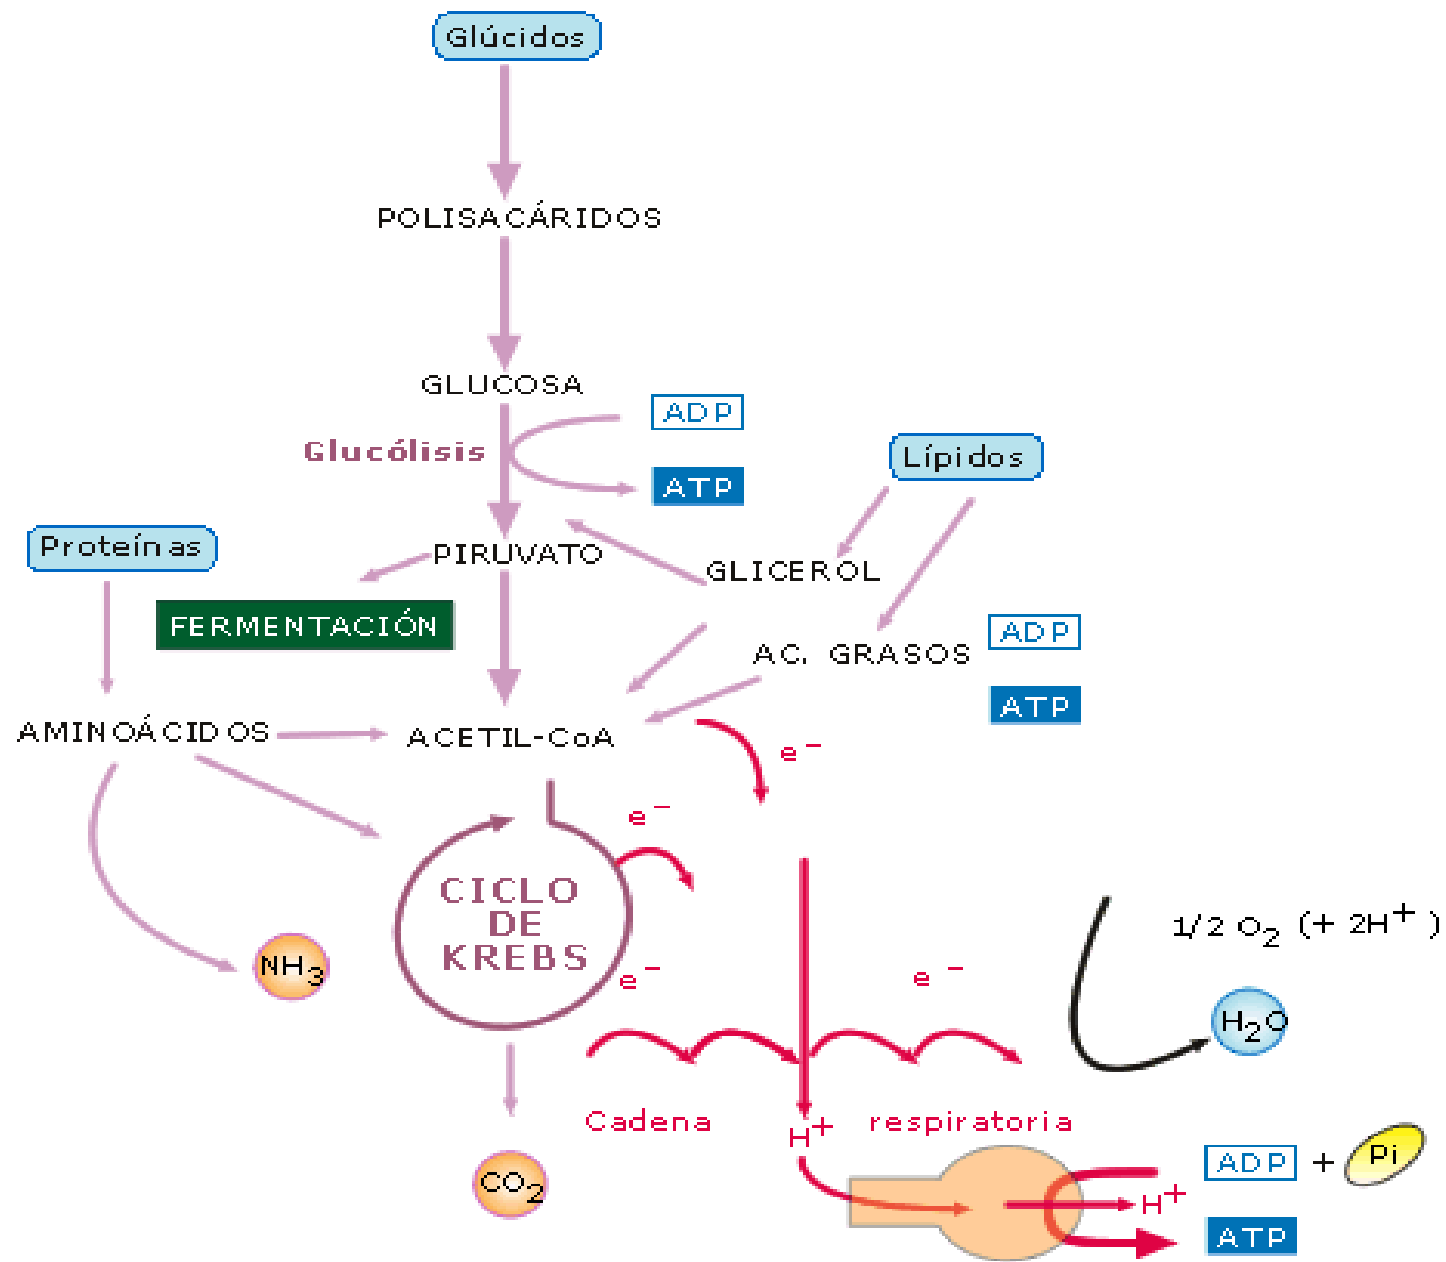 Glúcidos
POLISACÁRIDOS
GLUCOSA
ADP
Glucólisis
ATP
Lípidos
Proteínas
PIRUVATO
GLICEROL
FERMENTACIÓN
ADP
AC. GRASOS
ATP
AMINOÁCIDOS
ACETIL-CoA
e⁻
e⁻
CICLO
DE
KREBS
NH₃
e⁻
e⁻
1/2 O₂ (+ 2H⁺)
H₂O
Cadena
respiratoria
H⁺
CO₂
ADP + Pi
H⁺
ATP